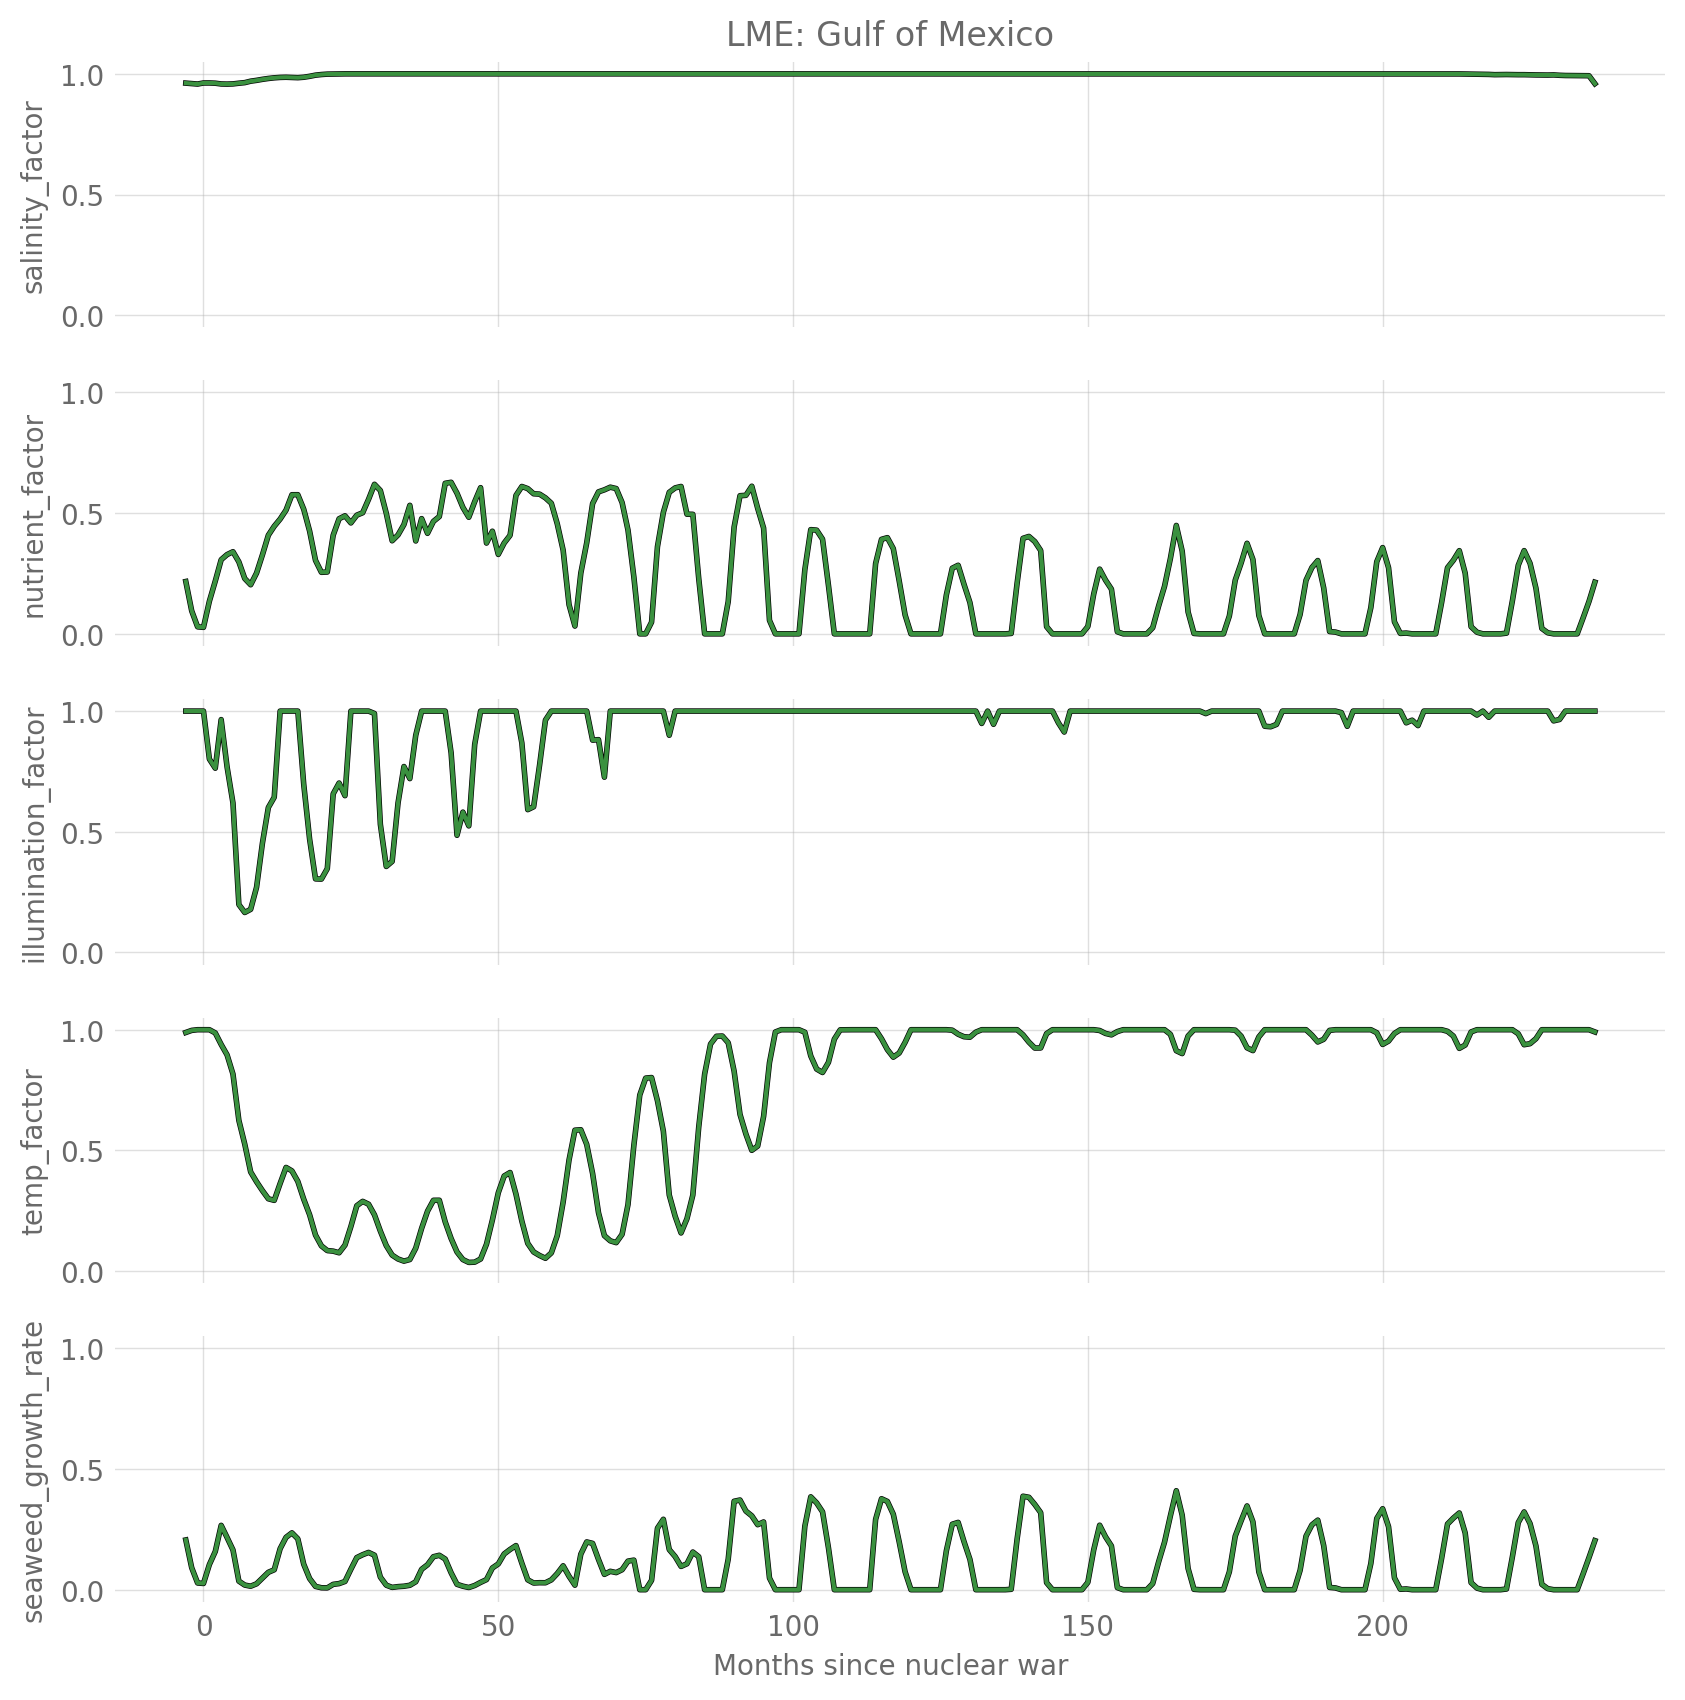 LME: Gulf of Mexico
salinity_factor
1.0
0.5
0.0
nutrient_factor
1.0
0.5
0.0
illumination_factor
1.0
0.5
0.0
temp_factor
1.0
0.5
0.0
seaweed_growth_rate
1.0
0.5
0.0
0 50 100 150 200
Months since nuclear war